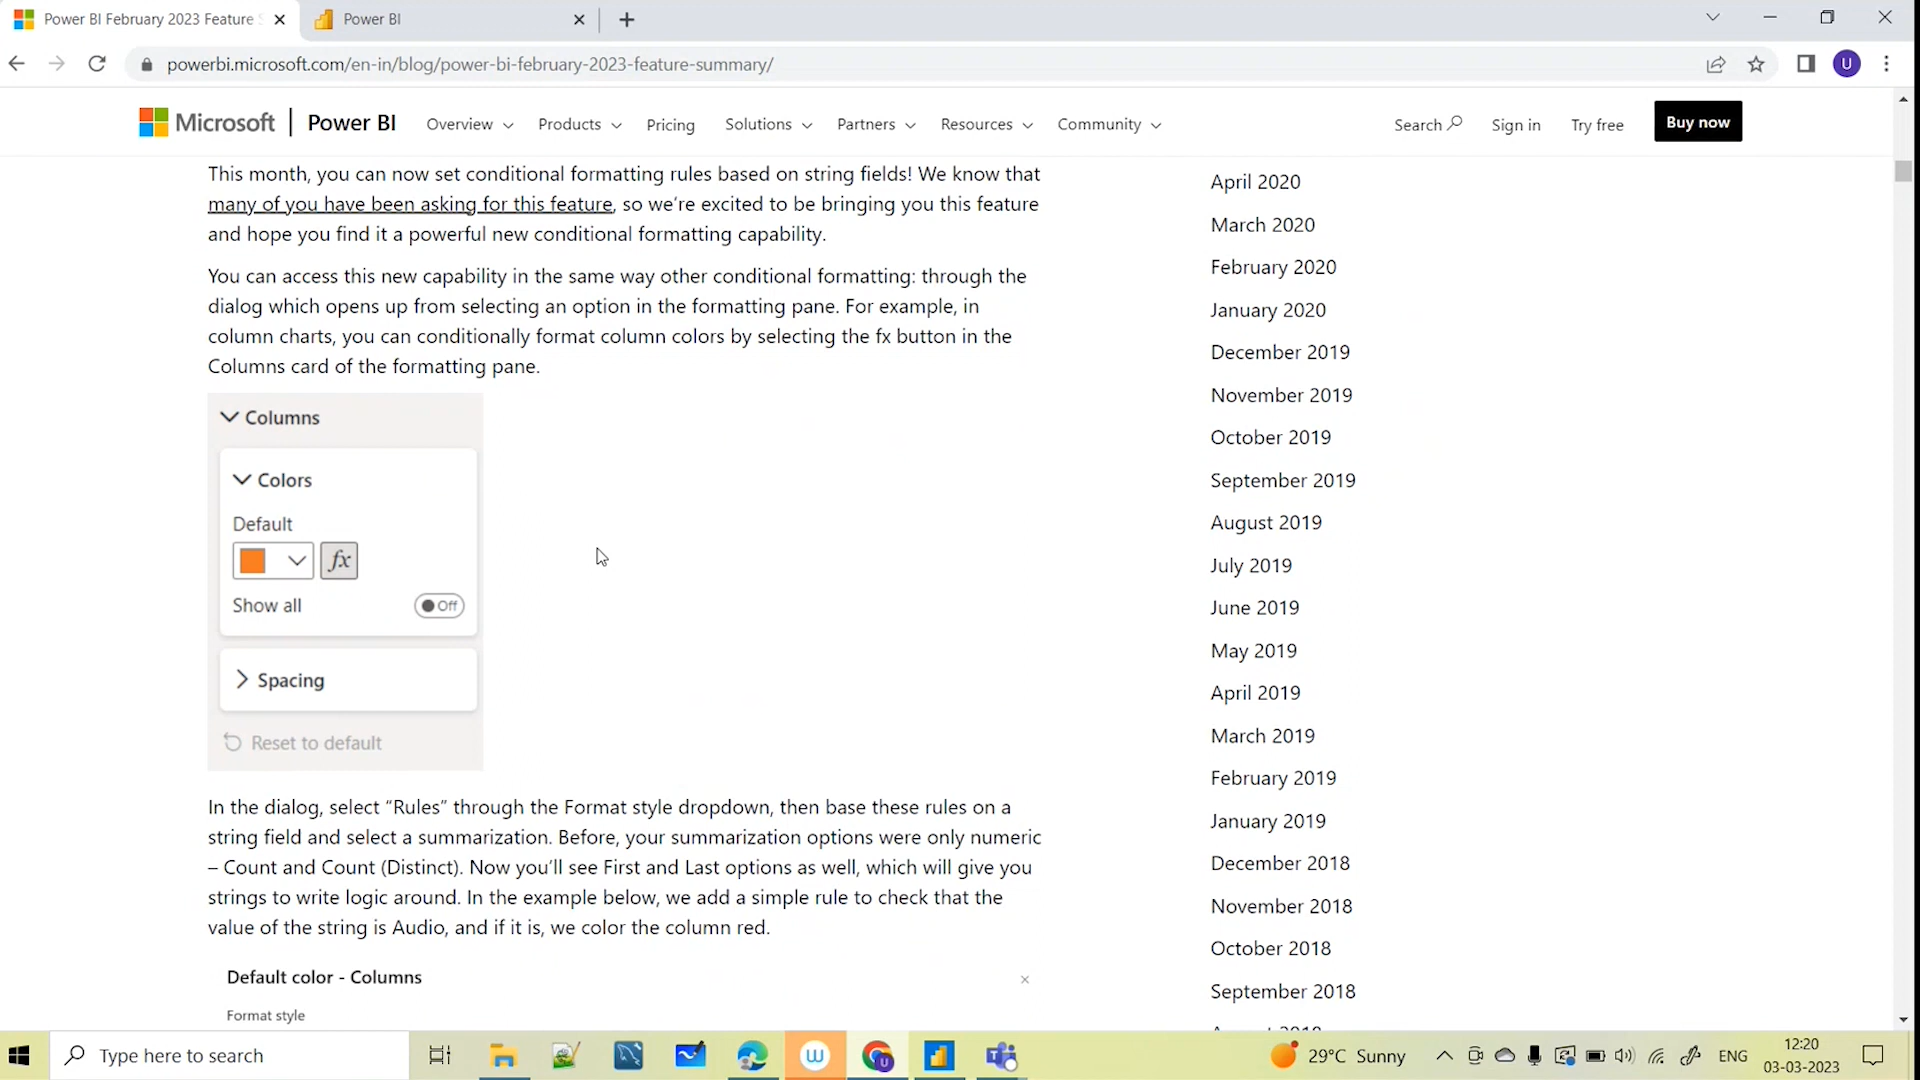 Power BI February 2023 Feature S
Power BI
powerbi.microsoft.com/en-in/blog/power-bi-february-2023-feature-summary/
U
Microsoft
Power BI
Overview
Products
Pricing
Solutions
Partners
Resources
Community
Search
Sign in
Try free
Buy now
This month, you can now set conditional formatting rules based on string fields! We know that
many of you have been asking for this feature, so we’re excited to be bringing you this feature
and hope you find it a powerful new conditional formatting capability.
You can access this new capability in the same way other conditional formatting: through the
dialog which opens up from selecting an option in the formatting pane. For example, in
column charts, you can conditionally format column colors by selecting the fx button in the
Columns card of the formatting pane.
Columns
Colors
Default
fx
Show all
Off
Spacing
Reset to default
In the dialog, select “Rules” through the Format style dropdown, then base these rules on a
string field and select a summarization. Before, your summarization options were only numeric
– Count and Count (Distinct). Now you’ll see First and Last options as well, which will give you
strings to write logic around. In the example below, we add a simple rule to check that the
value of the string is Audio, and if it is, we color the column red.
Default color - Columns
Format style
April 2020
March 2020
February 2020
January 2020
December 2019
November 2019
October 2019
September 2019
August 2019
July 2019
June 2019
May 2019
April 2019
March 2019
February 2019
January 2019
December 2018
November 2018
October 2018
September 2018
Type here to search
29°C Sunny
ENG
12:20
03-03-2023